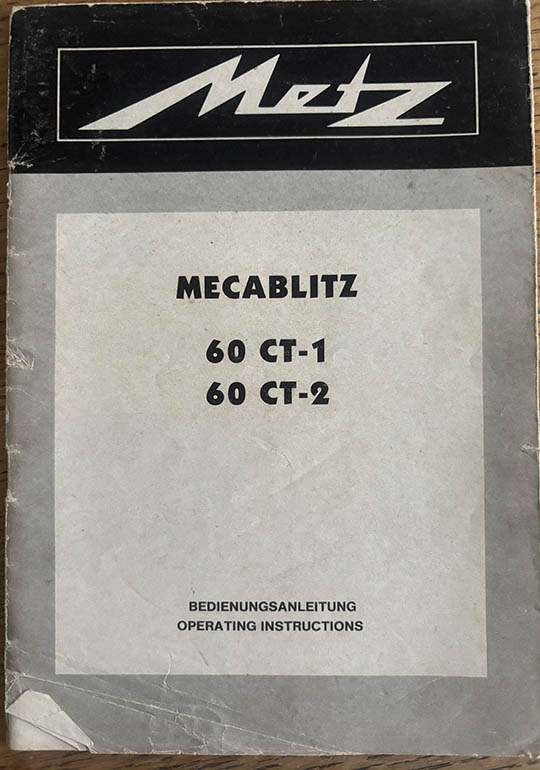 Metz
MECABLITZ
60 CT-1
60 CT-2
BEDIENUNGSANLEITUNG
OPERATING INSTRUCTIONS